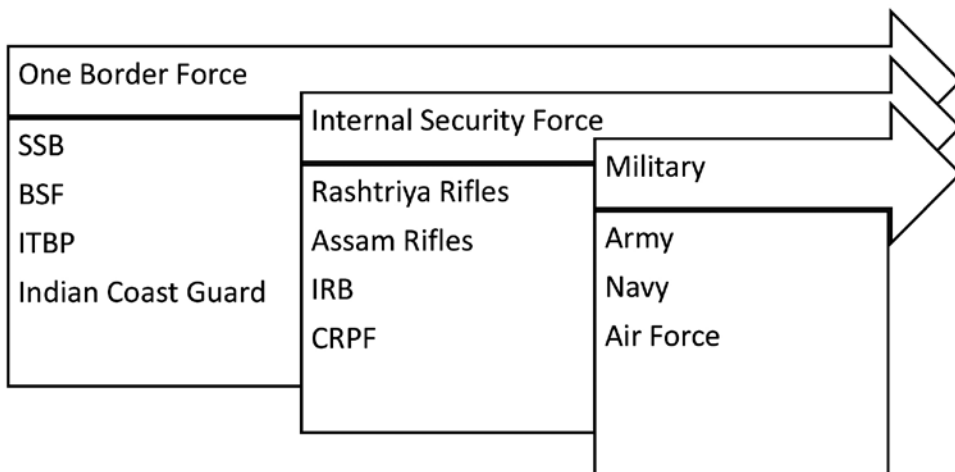 One Border Force
SSB
BSF
ITBP
Indian Coast Guard
Internal Security Force
Rashtriya Rifles
Assam Rifles
IRB
CRPF
Military
Army
Navy
Air Force